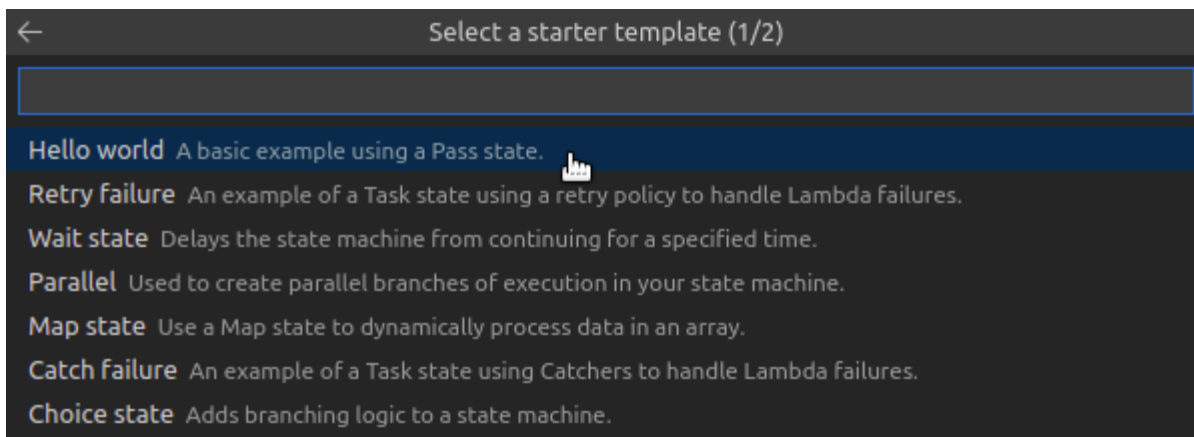 Select a starter template (1/2)
Hello world A basic example using a Pass state.
Retry failure An example of a Task state using a retry policy to handle Lambda failures.
Wait state Delays the state machine from continuing for a specified time.
Parallel Used to create parallel branches of execution in your state machine.
Map state Use a Map state to dynamically process data in an array.
Catch failure An example of a Task state using Catchers to handle Lambda failures.
Choice state Adds branching logic to a state machine.